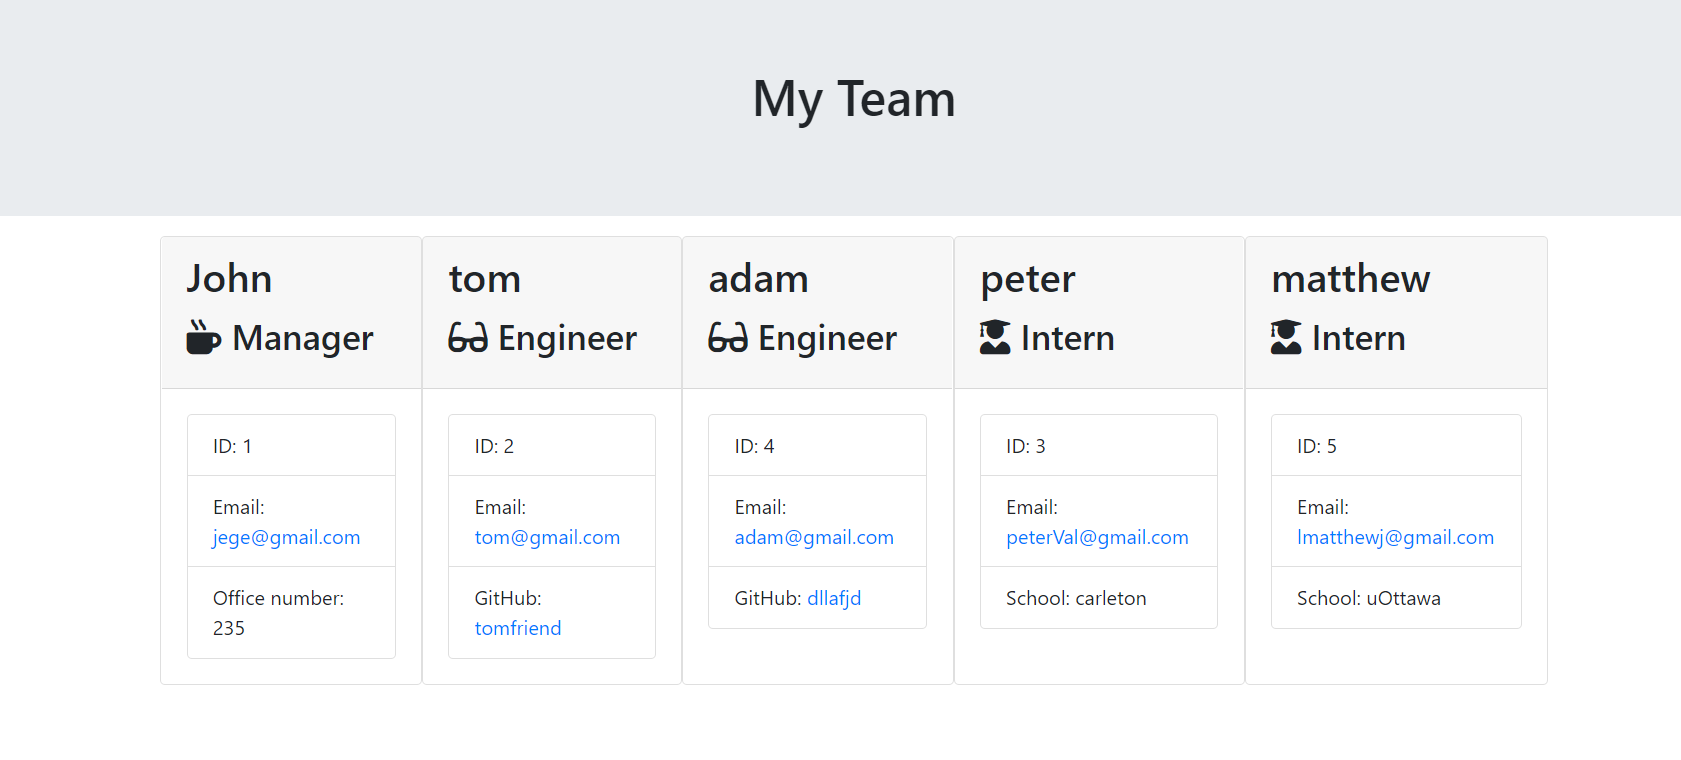 My Team
John
Manager
ID: 1
Email:
jege@gmail.com
Office number:
235
tom
Engineer
ID: 2
Email:
tom@gmail.com
GitHub:
tomfriend
adam
Engineer
ID: 4
Email:
adam@gmail.com
GitHub: dllafjd
peter
Intern
ID: 3
Email:
peterVal@gmail.com
School: carleton
matthew
Intern
ID: 5
Email:
lmatthewj@gmail.com
School: uOttawa